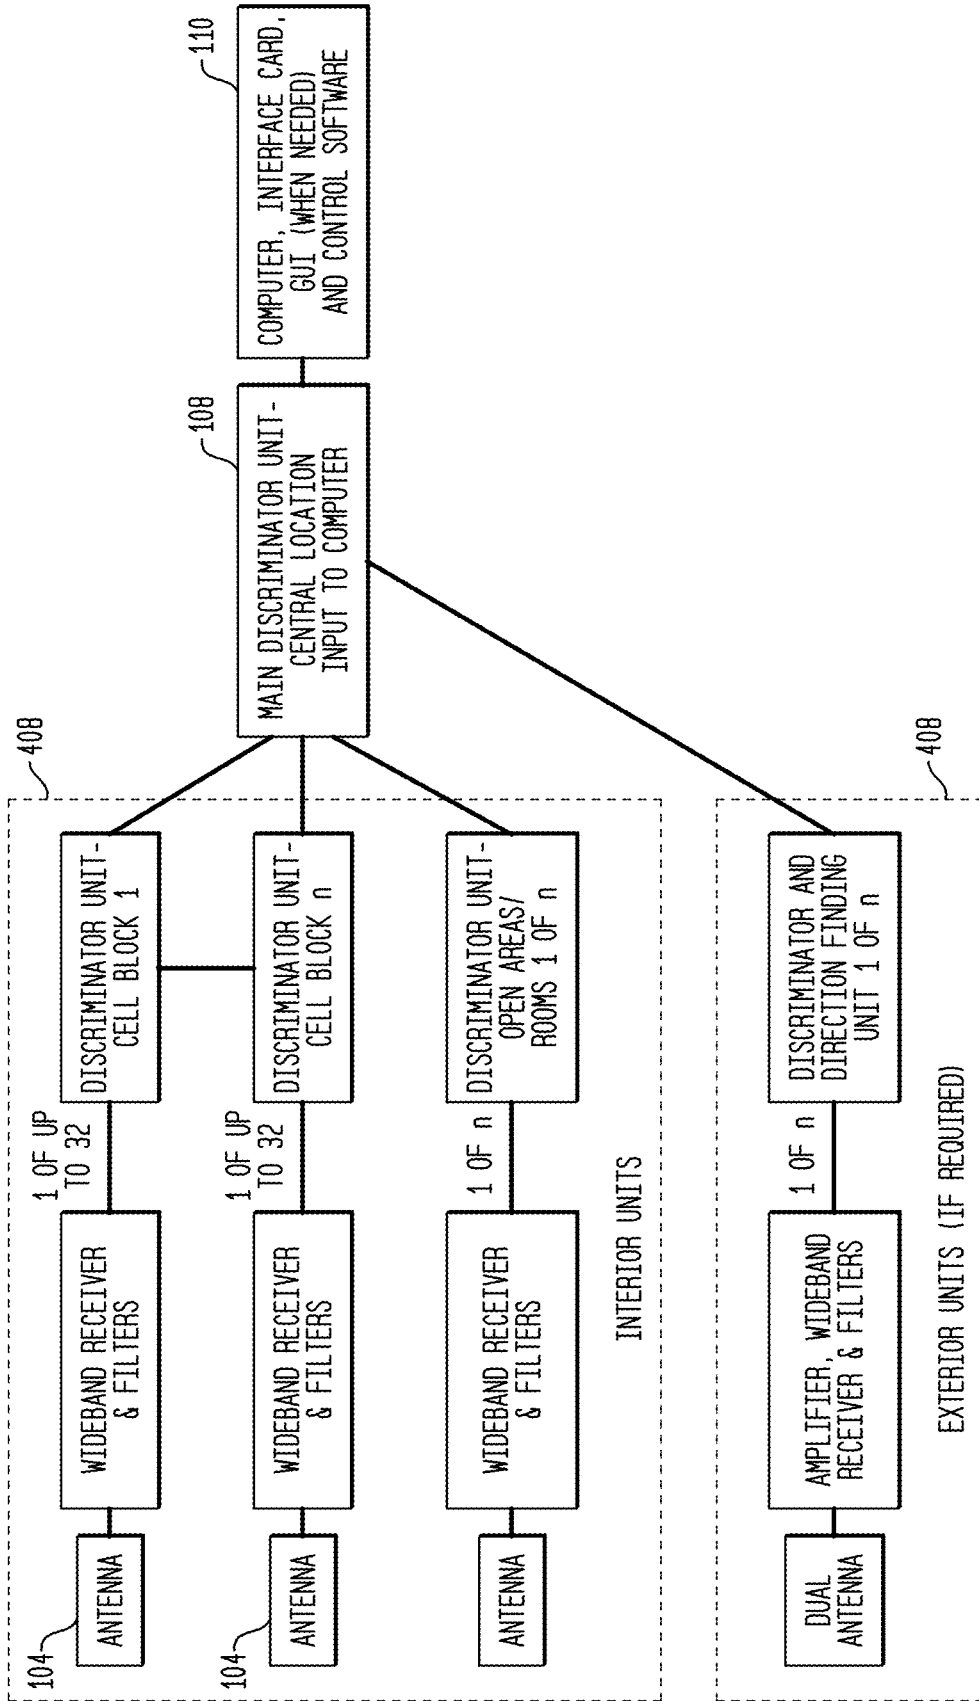 408
104
ANTENNA
WIDEBAND RECEIVER
& FILTERS
1 OF UP
TO 32
DISCRIMINATOR UNIT-
CELL BLOCK 1
104
ANTENNA
WIDEBAND RECEIVER
& FILTERS
1 OF UP
TO 32
DISCRIMINATOR UNIT-
CELL BLOCK n
ANTENNA
WIDEBAND RECEIVER
& FILTERS
1 OF n
DISCRIMINATOR UNIT-
OPEN AREAS/
ROOMS 1 OF n
INTERIOR UNITS
108
MAIN DISCRIMINATOR UNIT-
CENTRAL LOCATION
INPUT TO COMPUTER
110
COMPUTER, INTERFACE CARD,
GUI (WHEN NEEDED)
AND CONTROL SOFTWARE
408
DUAL
ANTENNA
AMPLIFIER, WIDEBAND
RECEIVER & FILTERS
1 OF n
DISCRIMINATOR AND
DIRECTION FINDING
UNIT 1 OF n
EXTERIOR UNITS (IF REQUIRED)